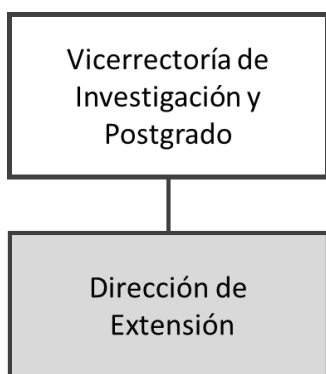 Vicerrectoría de
Investigación y
Postgrado
Dirección de
Extensión